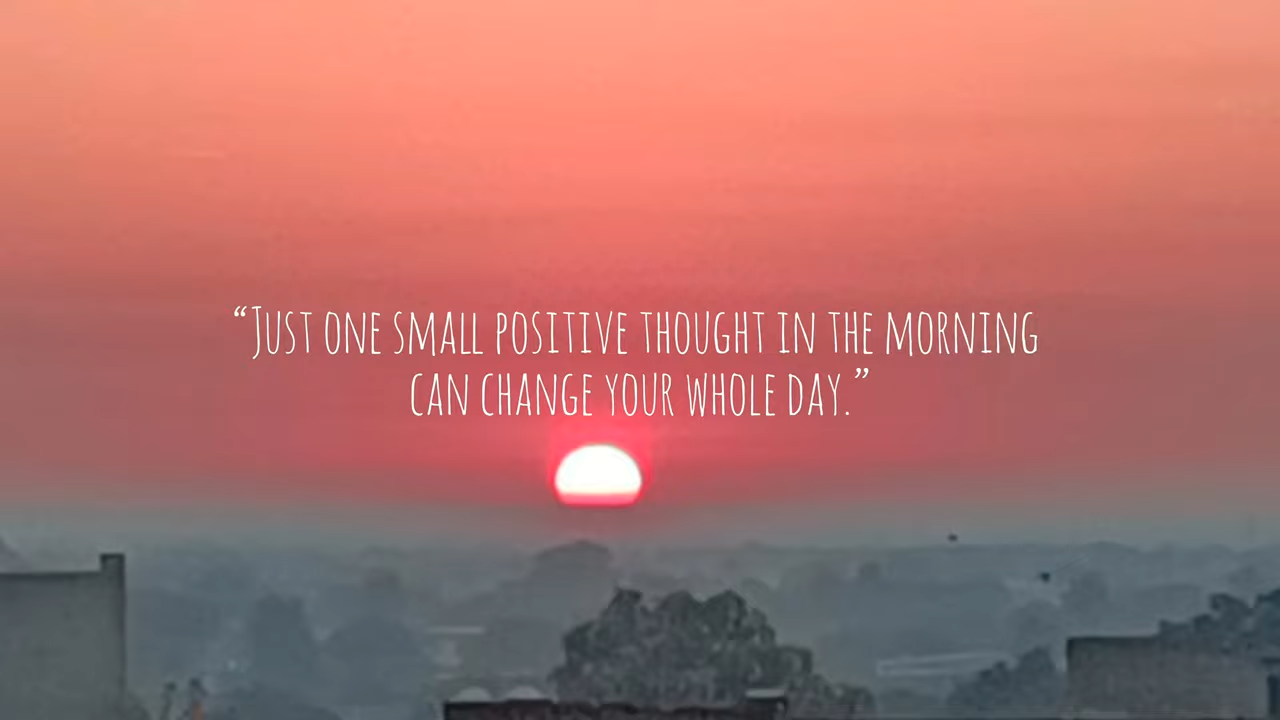 “Just one small positive thought in the morning
can change your whole day.”